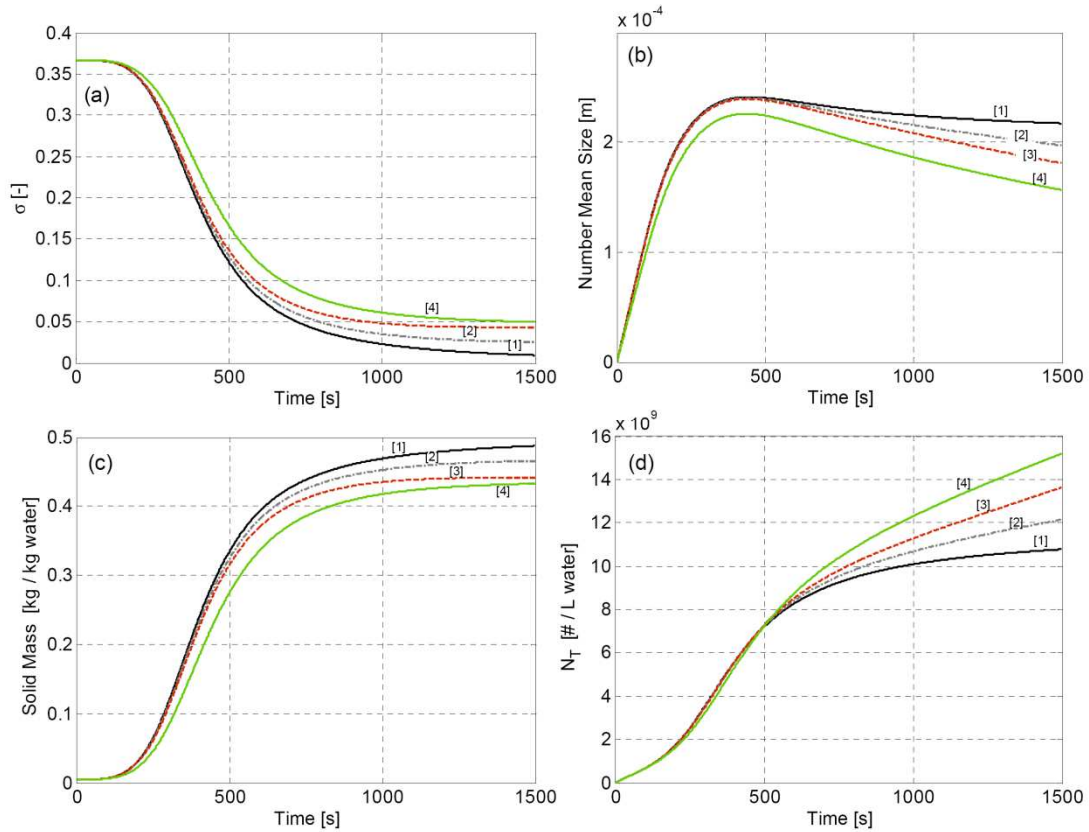 0.4
0.35
0.3
0.25
0.2
0.15
0.1
0.05
0
(a)
σ [-]
[4]
[2]
[1]
0 500 1000 1500
Time [s]
x 10⁻⁴
(b)
Number Mean Size [m]
2
1
0
[1]
[2]
[3]
[4]
0 500 1000 1500
Time [s]
0.5
0.4
0.3
0.2
0.1
0
(c)
Solid Mass [kg / kg water]
[1]
[2]
[3]
[4]
0 500 1000 1500
Time [s]
x 10⁹
16
14
12
10
8
6
4
2
0
(d)
N_T [# / L water]
[4]
[3]
[2]
[1]
0 500 1000 1500
Time [s]